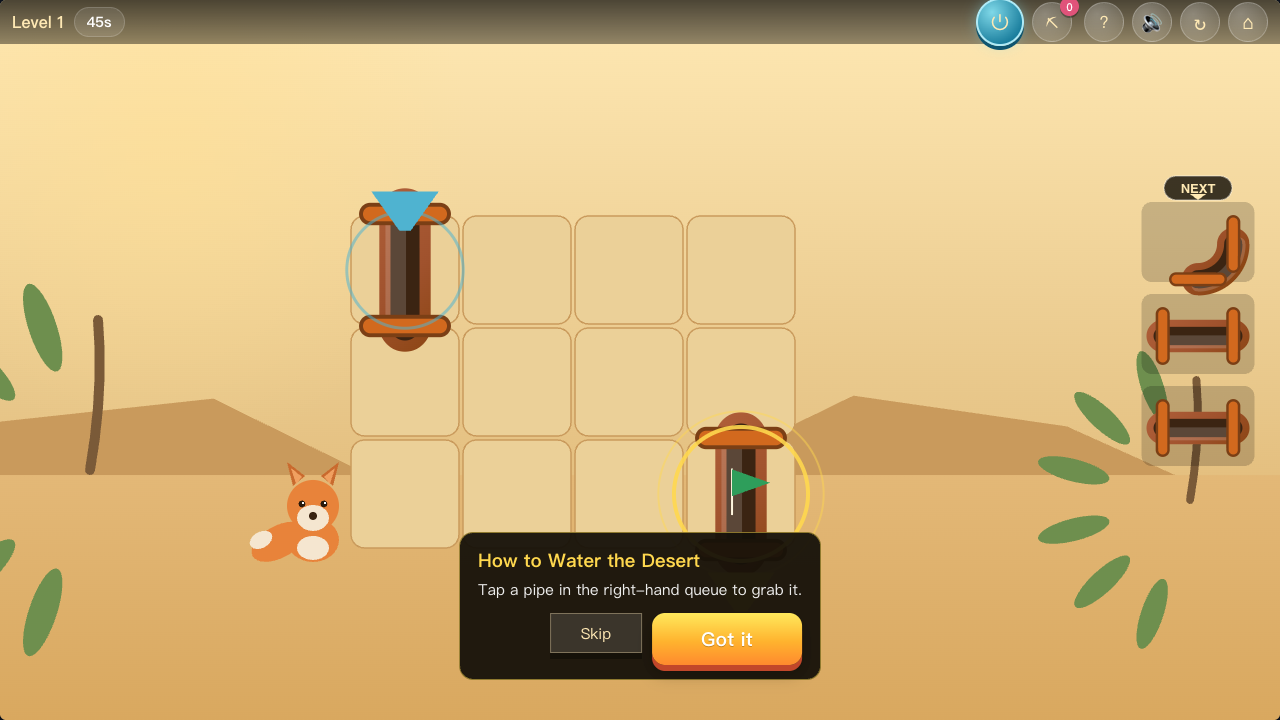 Level 1
45s
0
?
NEXT
How to Water the Desert
Tap a pipe in the right-hand queue to grab it.
Skip
Got it